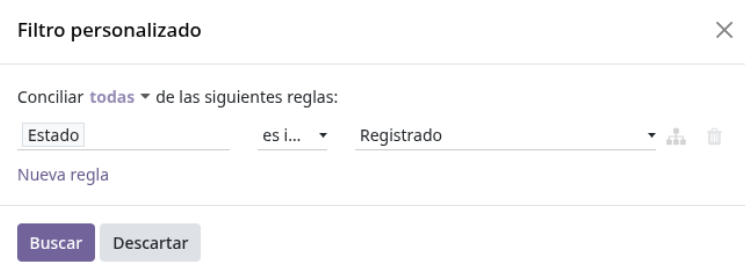 Filtro personalizado
Conciliar todas de las siguientes reglas:
Estado es i... Registrado
Nueva regla
Buscar Descartar